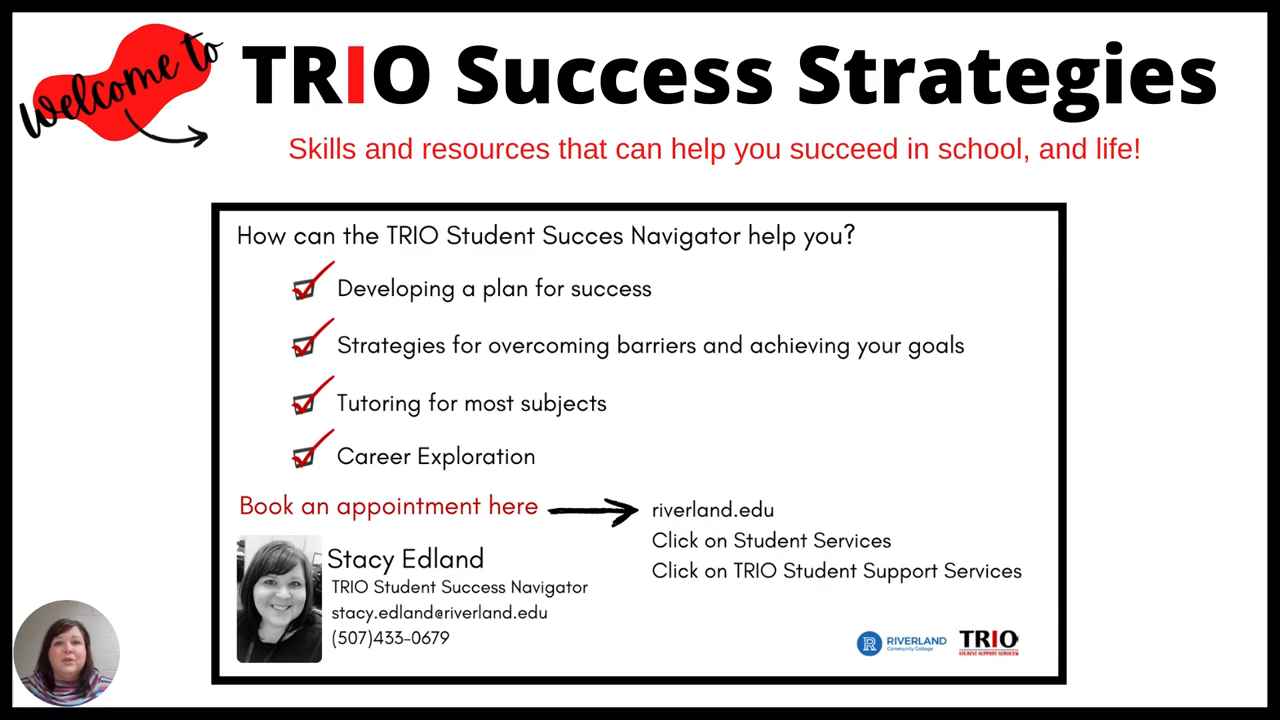 Welcome to
TRIO Success Strategies
Skills and resources that can help you succeed in school, and life!
How can the TRIO Student Succes Navigator help you?
Developing a plan for success
Strategies for overcoming barriers and achieving your goals
Tutoring for most subjects
Career Exploration
Book an appointment here
riverland.edu
Click on Student Services
Click on TRIO Student Support Services
Stacy Edland
TRIO Student Success Navigator
stacy.edland@riverland.edu
(507)433-0679
R RIVERLAND
Community College
TRIO
STUDENT SUPPORT SERVICES